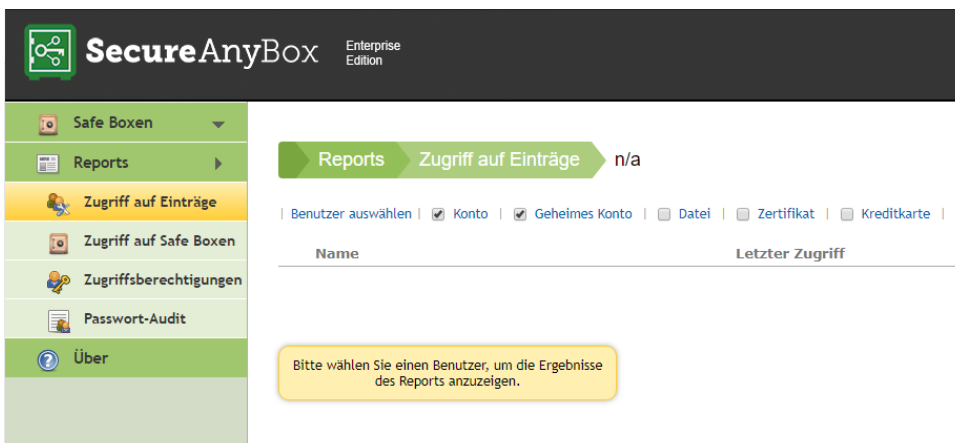 SecureAnyBox Enterprise
Edition
Safe Boxen
Reports
Zugriff auf Einträge
Zugriff auf Safe Boxen
Zugriffsberechtigungen
Passwort-Audit
Über
Reports Zugriff auf Einträge n/a
| Benutzer auswählen | Konto | Geheimes Konto | Datei | Zertifikat | Kreditkarte |
Name Letzter Zugriff
Bitte wählen Sie einen Benutzer, um die Ergebnisse
des Reports anzuzeigen.